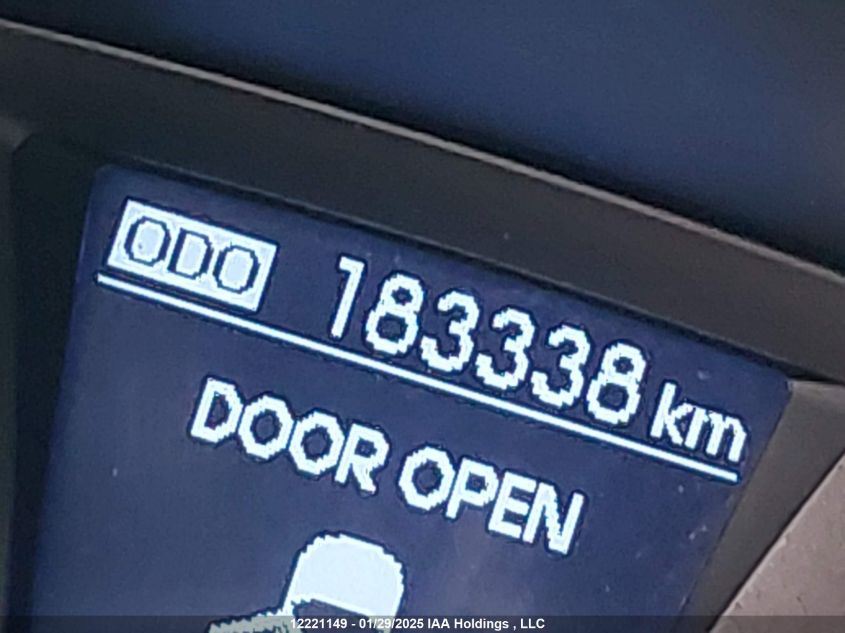 ODO 183338 km
DOOR OPEN
12221149 - 01/29/2025 IAA Holdings , LLC